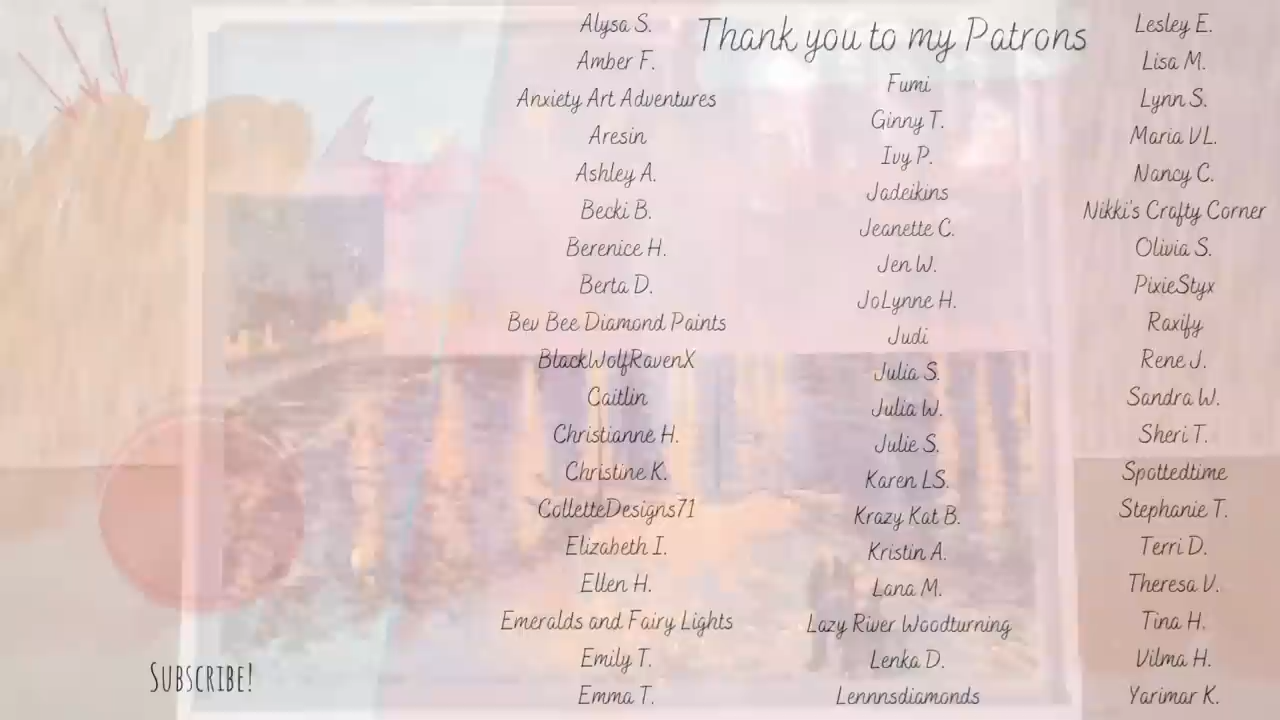 Thank you to my Patrons
Alysa S.
Amber F.
Anxiety Art Adventures
Aresin
Ashley A.
Becki B.
Berenice H.
Berta D.
Bev Bee Diamond Paints
BlackWolfRavenX
Caitlin
Christianne H.
Christine K.
ColletteDesigns71
Elizabeth I.
Ellen H.
Emeralds and Fairy Lights
Emily T.
Emma T.
Fumi
Ginny T.
Ivy P.
Jadeikins
Jeanette C.
Jen W.
JoLynne H.
Judi
Julia S.
Julia W.
Julie S.
Karen LS.
Krazy Kat B.
Kristin A.
Lana M.
Lazy River Woodturning
Lenka D.
Lennnsdiamonds
Lesley E.
Lisa M.
Lynn S.
Maria VL.
Nancy C.
Nikki's Crafty Corner
Olivia S.
PixieStyx
Raxify
Rene J.
Sandra W.
Sheri T.
Spottedtime
Stephanie T.
Terri D.
Theresa V.
Tina H.
Vilma H.
Yarimar K.
SUBSCRIBE!